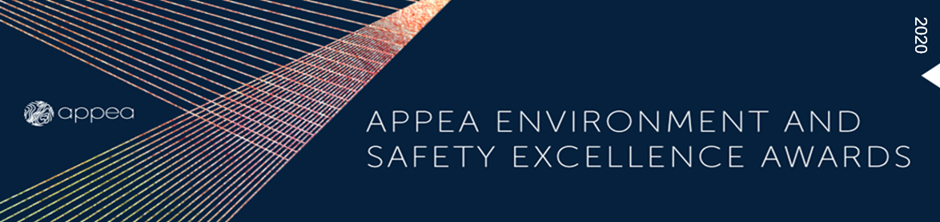 2020
appea
APPEA ENVIRONMENT AND
SAFETY EXCELLENCE AWARDS